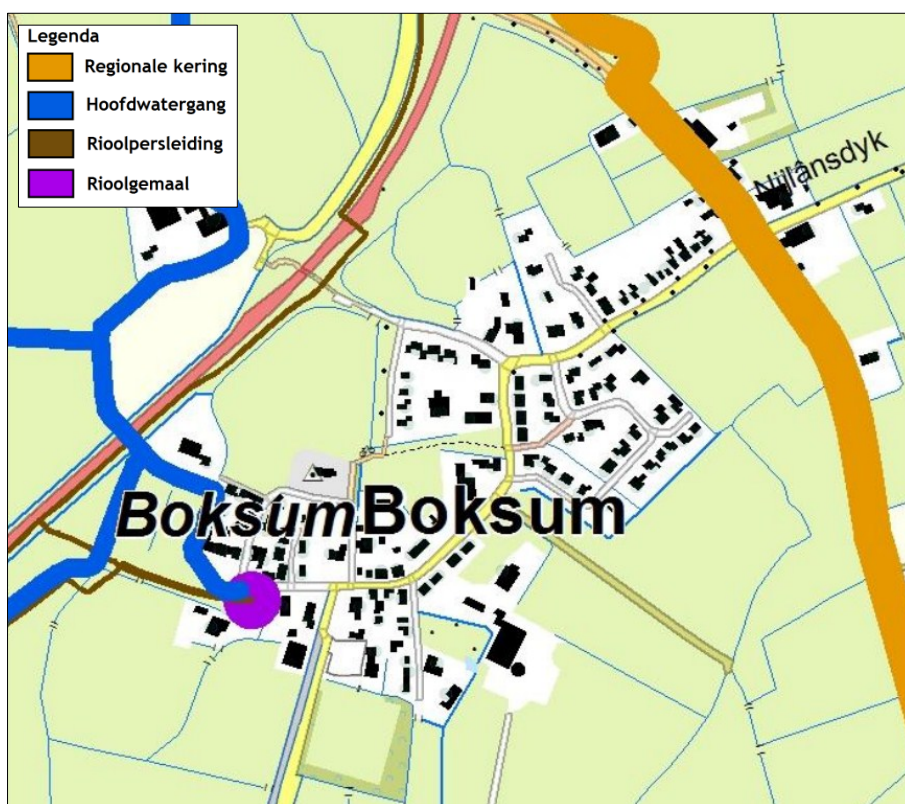 Legenda
Regionale kering
Hoofdwatergang
Rioolpersleiding
Rioolgemaal
Nijlânsdyk
Boksum Boksum